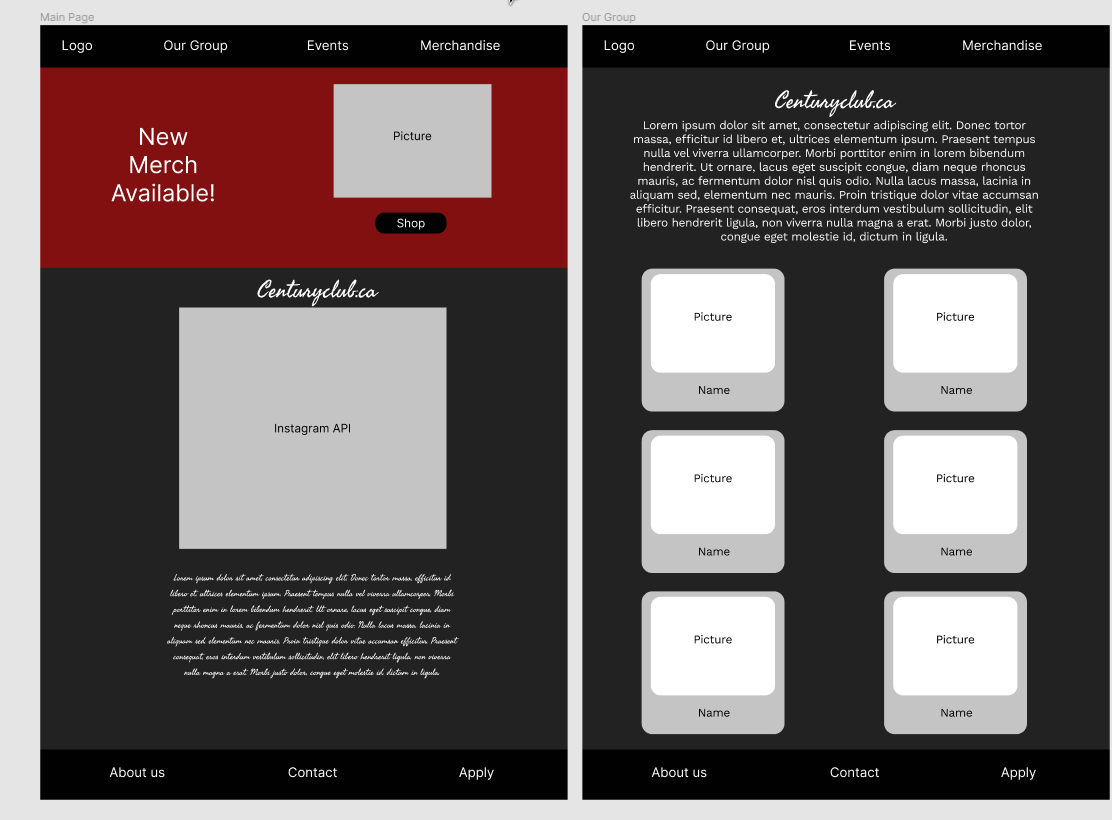 Main Page
Logo Our Group Events Merchandise
New
Merch
Available!
Picture
Shop
Centuryclub.ca
Instagram API
Lorem ipsum dolor sit amet, consectetur adipiscing elit. Donec tortor massa, efficitur id
libero et, ultrices elementum ipsum. Praesent tempus nulla vel viverra ullamcorper. Morbi
porttitor enim in lorem bibendum hendrerit. Ut ornare, lacus eget suscipit congue, diam
neque rhoncus mauris, ac fermentum dolor nisl quis odio. Nulla lacus massa, lacinia in
aliquam sed, elementum nec mauris. Proin tristique dolor vitae accumsan efficitur. Praesent
consequat, eros interdum vestibulum sollicitudin, elit libero hendrerit ligula, non viverra
nulla magna a erat. Morbi justo dolor, congue eget molestie id, dictum in ligula.
About us Contact Apply
Our Group
Logo Our Group Events Merchandise
Centuryclub.ca
Lorem ipsum dolor sit amet, consectetur adipiscing elit. Donec tortor
massa, efficitur id libero et, ultrices elementum ipsum. Praesent tempus
nulla vel viverra ullamcorper. Morbi porttitor enim in lorem bibendum
hendrerit. Ut ornare, lacus eget suscipit congue, diam neque rhoncus
mauris, ac fermentum dolor nisl quis odio. Nulla lacus massa, lacinia in
aliquam sed, elementum nec mauris. Proin tristique dolor vitae accumsan
efficitur. Praesent consequat, eros interdum vestibulum sollicitudin, elit
libero hendrerit ligula, non viverra nulla magna a erat. Morbi justo dolor,
congue eget molestie id, dictum in ligula.
Picture Picture
Name Name
Picture Picture
Name Name
Picture Picture
Name Name
About us Contact Apply